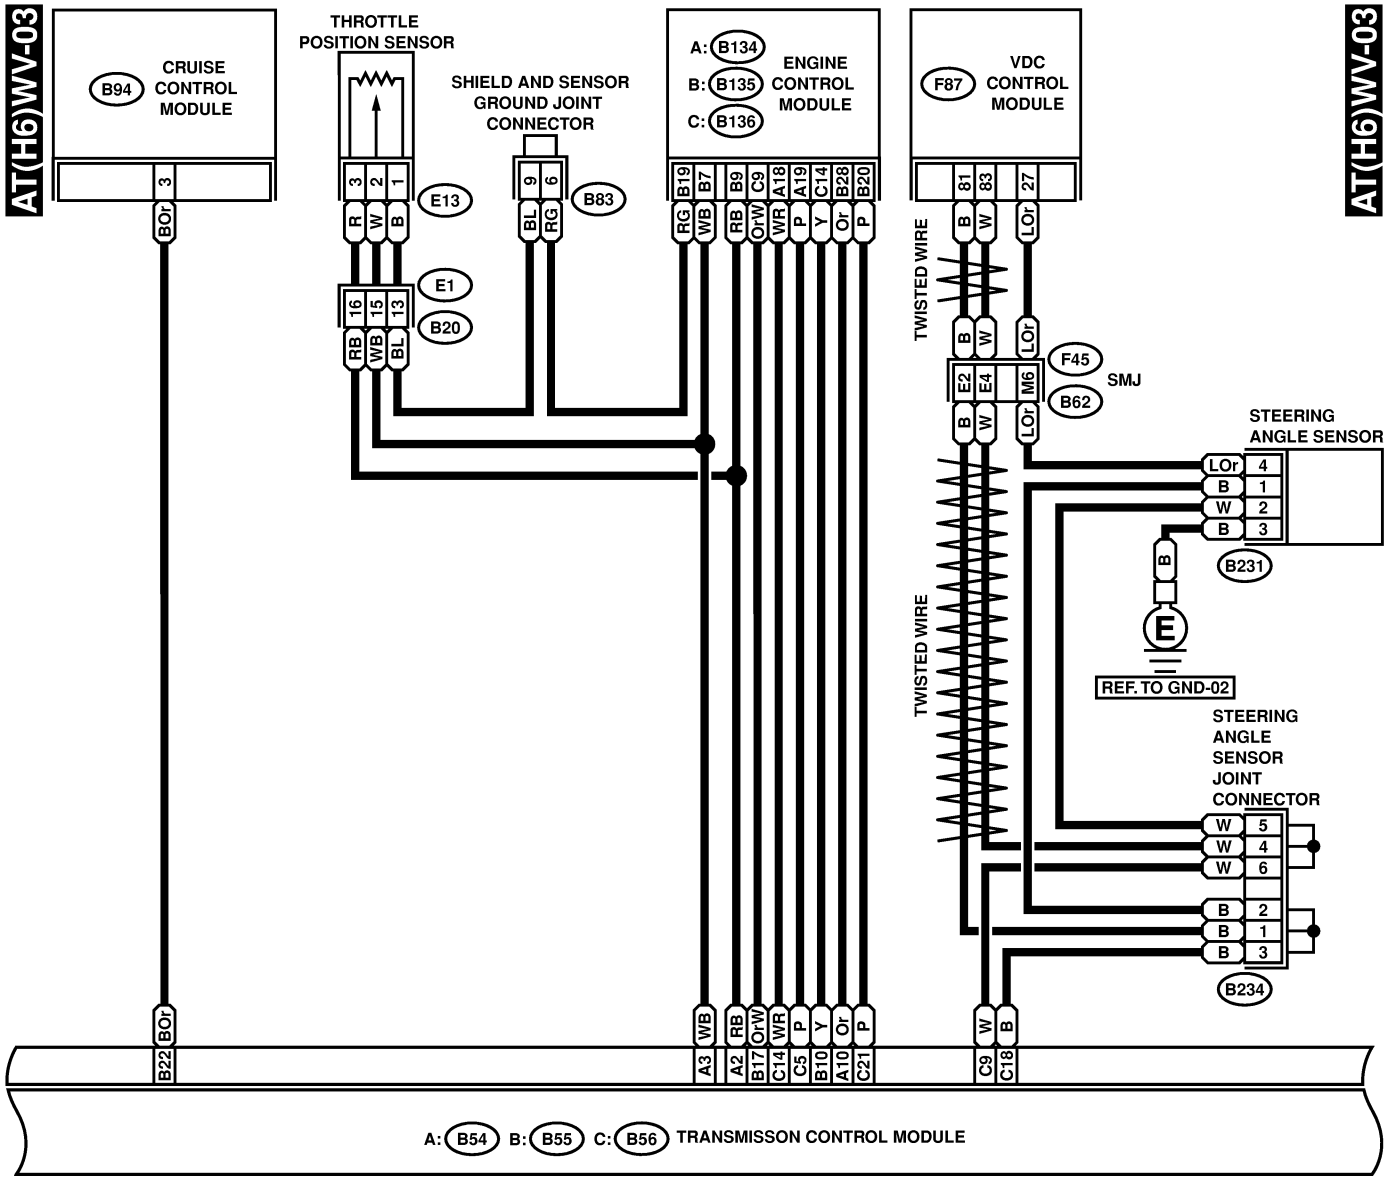 AT(H6)WV-03
AT(H6)WV-03
B94
CRUISE
CONTROL
MODULE
3
BOr
THROTTLE
POSITION SENSOR
3 2 1
E13
R W B
E1
16 15 13
B20
RB WB BL
SHIELD AND SENSOR
GROUND JOINT
CONNECTOR
9 6
B83
BL RG
A: B134
B: B135
C: B136
ENGINE
CONTROL
MODULE
B19 B7 B9 C9 A18 A19 C14 B28 B20
RG WB RB OrW WR P Y Or P
F87
VDC
CONTROL
MODULE
81 83 27
B W LOr
TWISTED WIRE
B W LOr
F45
E2 E4 M6
SMJ
B62
B W LOr
TWISTED WIRE
STEERING
ANGLE SENSOR
LOr 4
B 1
W 2
B 3
B231
B
E
REF. TO GND-02
STEERING
ANGLE
SENSOR
JOINT
CONNECTOR
W 5
W 4
W 6
B 2
B 1
B 3
B234
BOr WB RB OrW WR P Y Or P W B
B22 A3 A2 B17 C14 C5 B10 A10 C21 C9 C18
A: B54 B: B55 C: B56 TRANSMISSON CONTROL MODULE